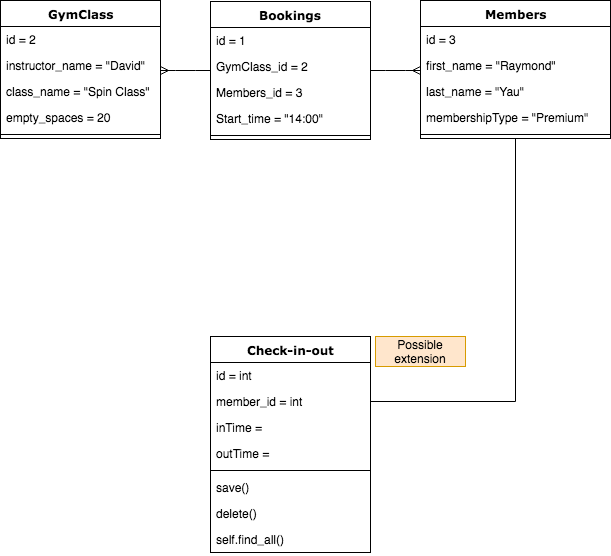 GymClass
id = 2
instructor_name = "David"
class_name = "Spin Class"
empty_spaces = 20
Bookings
id = 1
GymClass_id = 2
Members_id = 3
Start_time = "14:00"
Members
id = 3
first_name = "Raymond"
last_name = "Yau"
membershipType = "Premium"
Check-in-out
id = int
member_id = int
inTime =
outTime =
save()
delete()
self.find_all()
Possible
extension